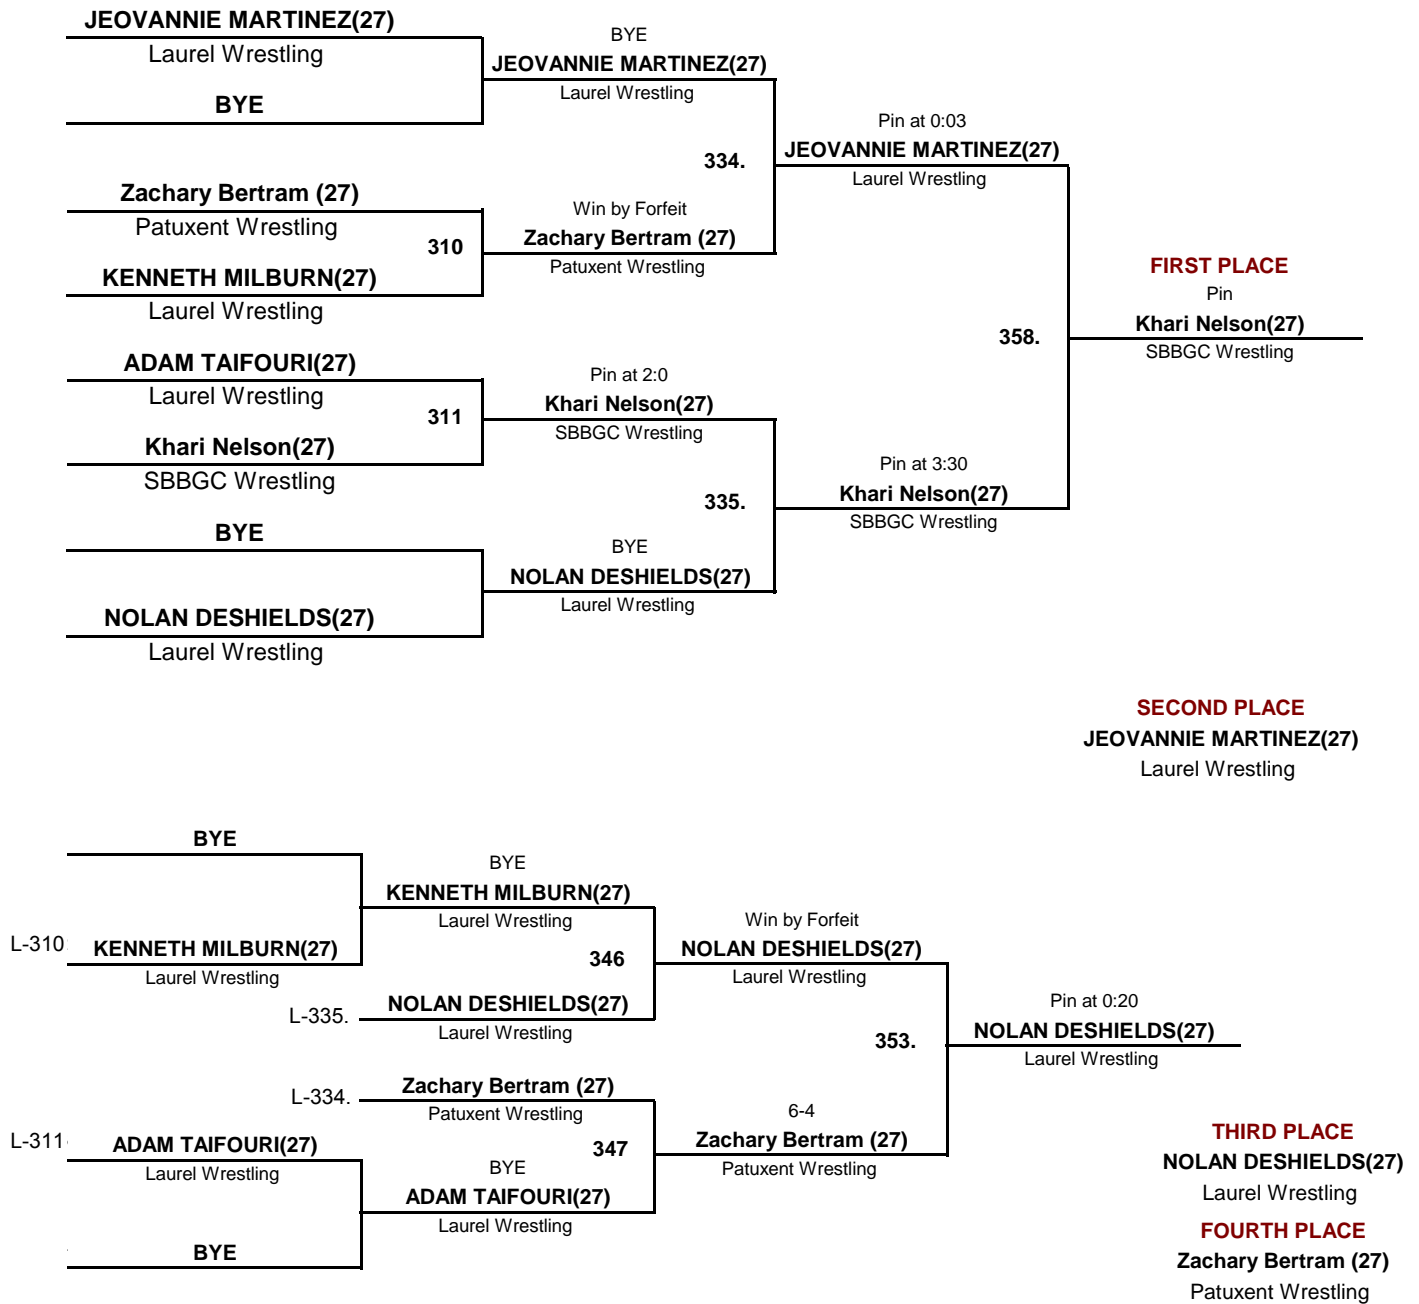 JEOVANNIE MARTINEZ(27)
Laurel Wrestling
BYE
JEOVANNIE MARTINEZ(27)
Laurel Wrestling
BYE
Pin at 0:03
334.
JEOVANNIE MARTINEZ(27)
Laurel Wrestling
Zachary Bertram (27)
Patuxent Wrestling
310
Win by Forfeit
Zachary Bertram (27)
Patuxent Wrestling
KENNETH MILBURN(27)
Laurel Wrestling
FIRST PLACE
Pin
358.
Khari Nelson(27)
SBBGC Wrestling
ADAM TAIFOURI(27)
Laurel Wrestling
311
Pin at 2:0
Khari Nelson(27)
SBBGC Wrestling
Khari Nelson(27)
SBBGC Wrestling
335.
Pin at 3:30
Khari Nelson(27)
SBBGC Wrestling
BYE
BYE
NOLAN DESHIELDS(27)
Laurel Wrestling
NOLAN DESHIELDS(27)
Laurel Wrestling
SECOND PLACE
JEOVANNIE MARTINEZ(27)
Laurel Wrestling
BYE
BYE
KENNETH MILBURN(27)
Laurel Wrestling
L-310
KENNETH MILBURN(27)
Laurel Wrestling
346
Win by Forfeit
NOLAN DESHIELDS(27)
Laurel Wrestling
L-335.
NOLAN DESHIELDS(27)
Laurel Wrestling
353.
Pin at 0:20
NOLAN DESHIELDS(27)
Laurel Wrestling
L-334.
Zachary Bertram (27)
Patuxent Wrestling
L-311
ADAM TAIFOURI(27)
Laurel Wrestling
347
6-4
Zachary Bertram (27)
Patuxent Wrestling
BYE
ADAM TAIFOURI(27)
Laurel Wrestling
BYE
THIRD PLACE
NOLAN DESHIELDS(27)
Laurel Wrestling
FOURTH PLACE
Zachary Bertram (27)
Patuxent Wrestling